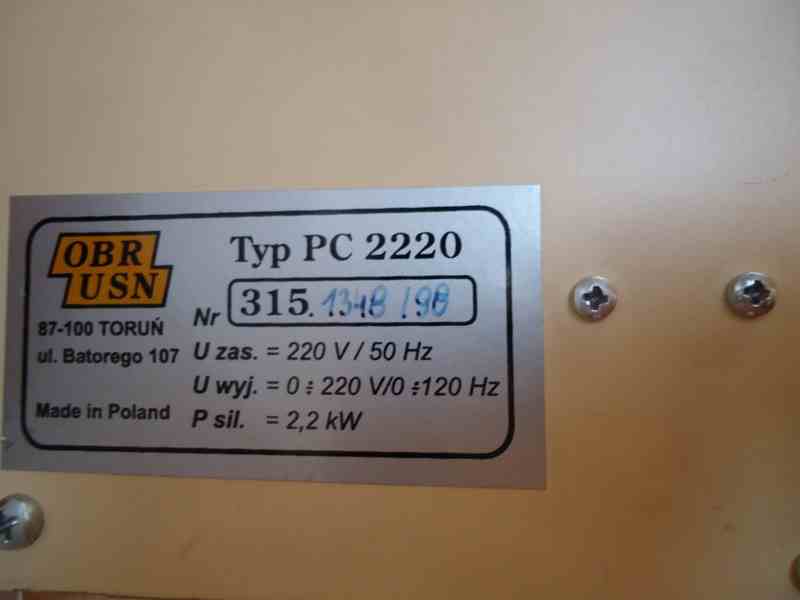 OBR
USN
87-100 TORUŃ
ul. Batorego 107
Made in Poland
Typ PC 2220
Nr 315. 1348 /98
U zas. = 220 V / 50 Hz
U wyj. = 0 ÷ 220 V/0 ÷120 Hz
P sil. = 2,2 kW